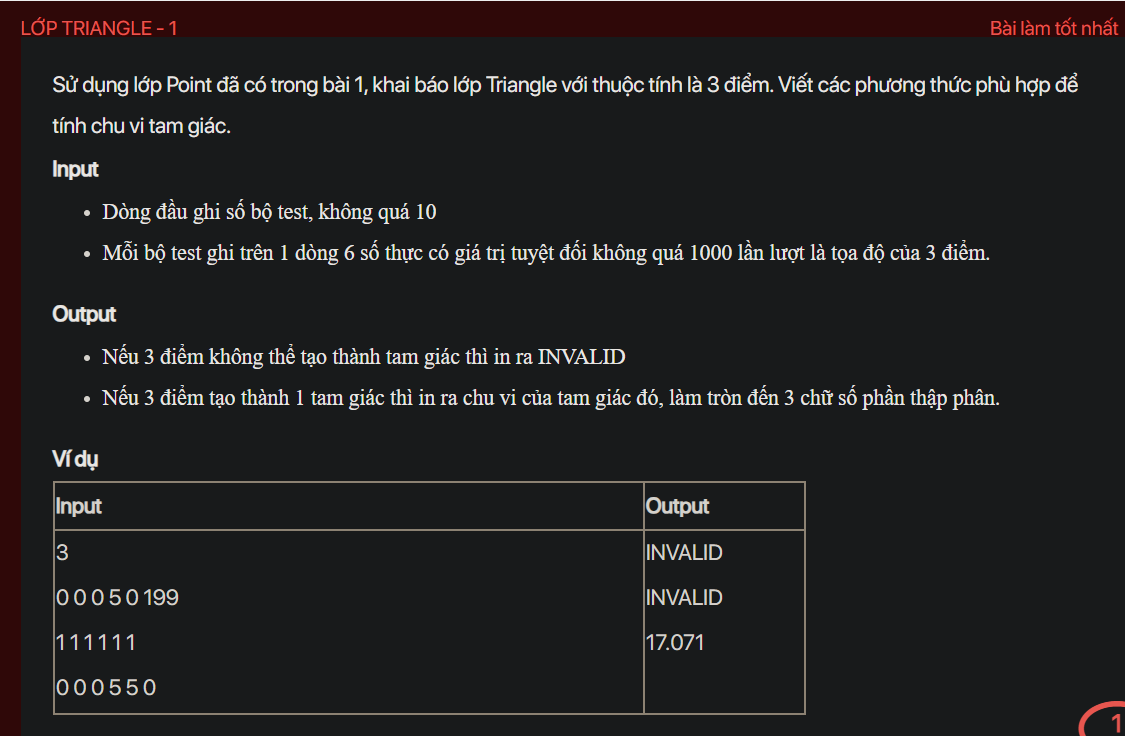 LỚP TRIANGLE - 1
Bài làm tốt nhất
Sử dụng lớp Point đã có trong bài 1, khai báo lớp Triangle với thuộc tính là 3 điểm. Viết các phương thức phù hợp để
tính chu vi tam giác.
Input
• Dòng đầu ghi số bộ test, không quá 10
• Mỗi bộ test ghi trên 1 dòng 6 số thực có giá trị tuyệt đối không quá 1000 lần lượt là tọa độ của 3 điểm.
Output
• Nếu 3 điểm không thể tạo thành tam giác thì in ra INVALID
• Nếu 3 điểm tạo thành 1 tam giác thì in ra chu vi của tam giác đó, làm tròn đến 3 chữ số phần thập phân.
Ví dụ
Input Output
3 INVALID
0 0 0 5 0 199 INVALID
1 1 1 1 1 1 17.071
0 0 0 5 5 0
1